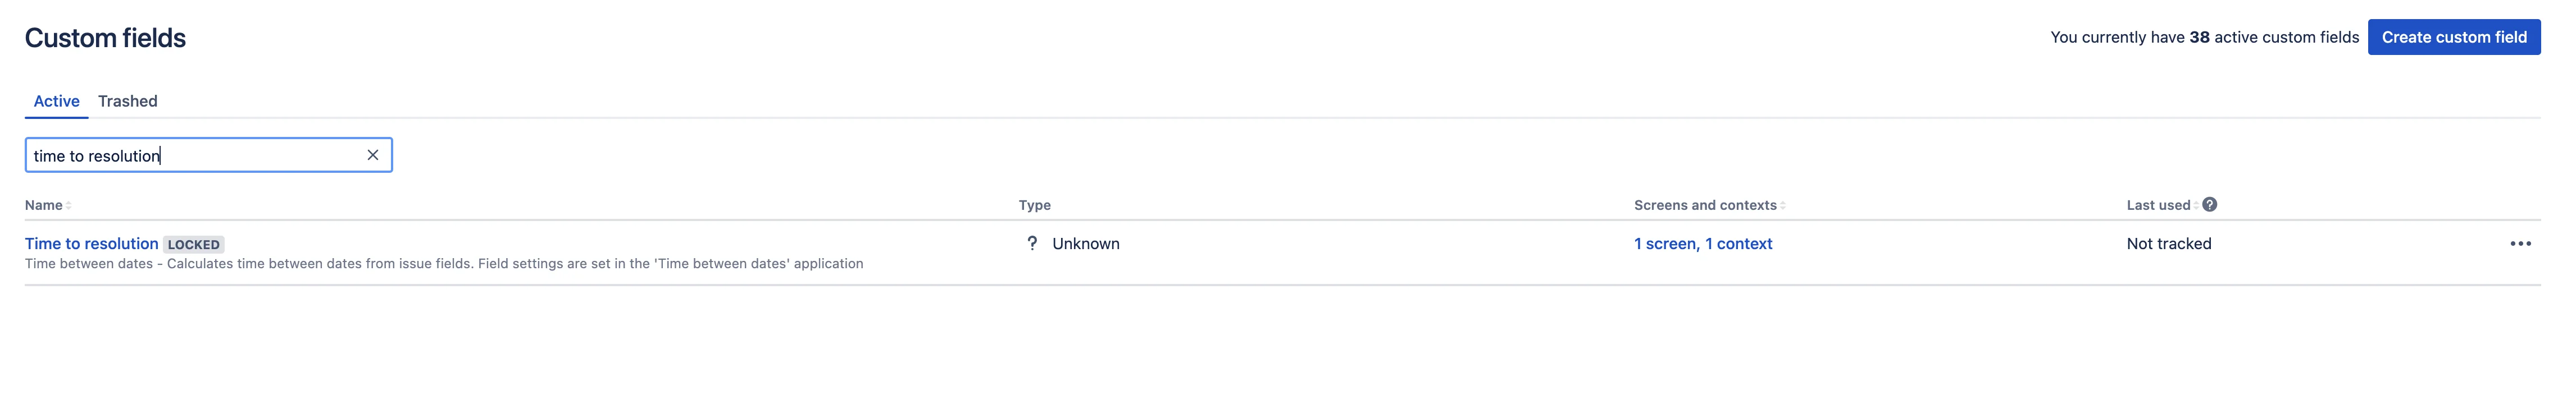 Custom fields
You currently have 38 active custom fields
Create custom field
Active Trashed
time to resolution
Name Type Screens and contexts Last used ?
Time to resolution LOCKED ? Unknown 1 screen, 1 context Not tracked
Time between dates - Calculates time between dates from issue fields. Field settings are set in the 'Time between dates' application